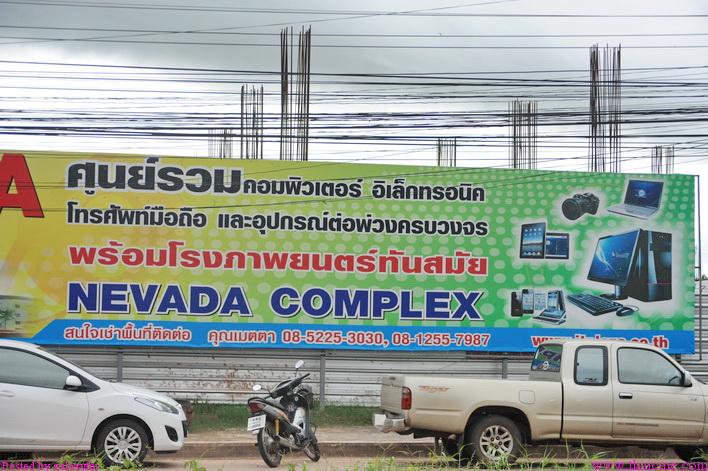 A
ศูนย์รวมคอมพิวเตอร์ อิเล็กทรอนิค
โทรศัพท์มือถือ และอุปกรณ์ต่อพ่วงครบวงจร
พร้อมโรงภาพยนตร์ทันสมัย
NEVADA COMPLEX
สนใจเช่าพื้นที่ติดต่อ คุณเมตตา 08-5225-3030, 08-1255-7987